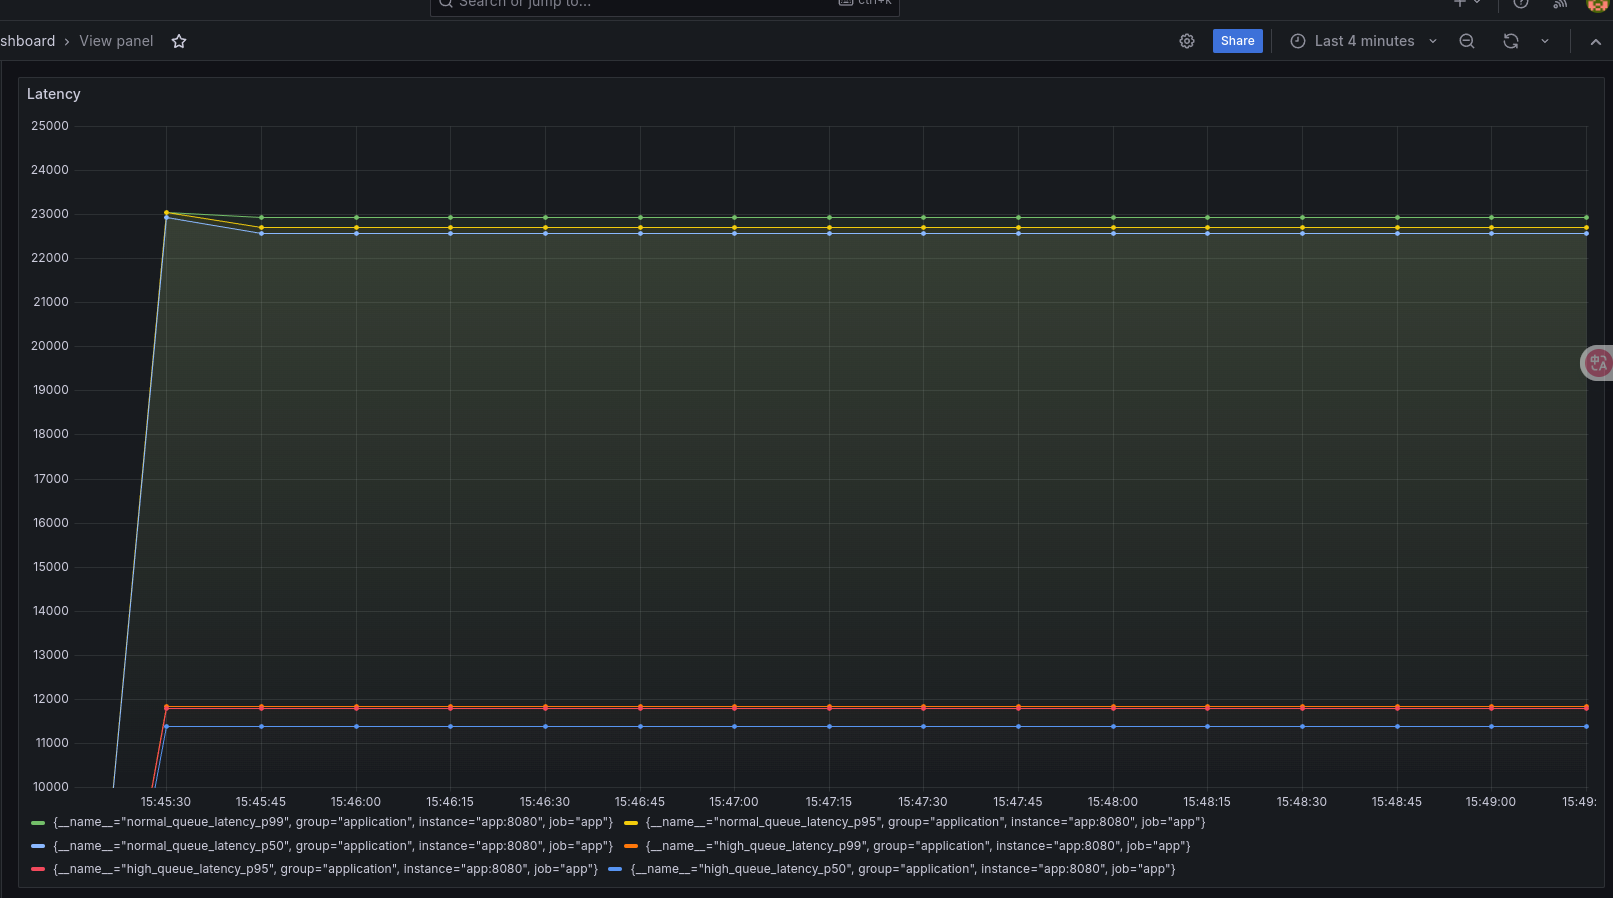 Search or jump to... ctrl+k
shboard › View panel Share Last 4 minutes
Latency
25000
24000
23000
22000
21000
20000
19000
18000
17000
16000
15000
14000
13000
12000
11000
10000
15:45:30 15:45:45 15:46:00 15:46:15 15:46:30 15:46:45 15:47:00 15:47:15 15:47:30 15:47:45 15:48:00 15:48:15 15:48:30 15:48:45 15:49:00 15:49:
{__name__="normal_queue_latency_p99", group="application", instance="app:8080", job="app"} {__name__="normal_queue_latency_p95", group="application", instance="app:8080", job="app"}
{__name__="normal_queue_latency_p50", group="application", instance="app:8080", job="app"} {__name__="high_queue_latency_p99", group="application", instance="app:8080", job="app"}
{__name__="high_queue_latency_p95", group="application", instance="app:8080", job="app"} {__name__="high_queue_latency_p50", group="application", instance="app:8080", job="app"}
中A